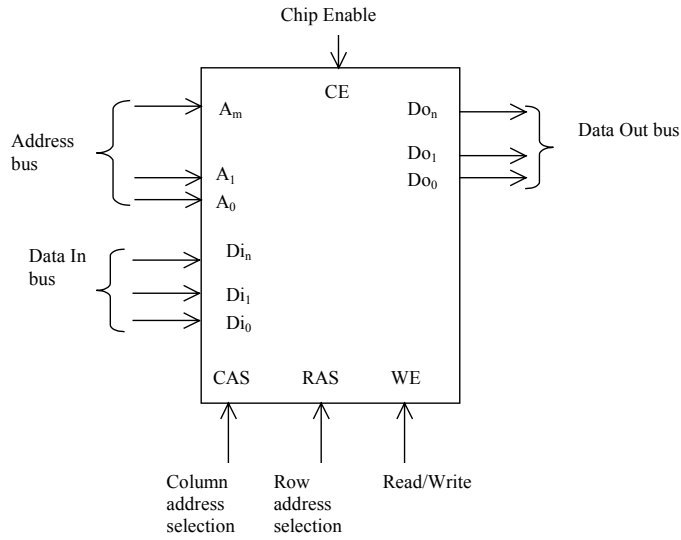 Chip Enable
CE
Address
bus
A_m
A_1
A_0
Data In
bus
Di_n
Di_1
Di_0
Do_n
Do_1
Do_0
Data Out bus
CAS RAS WE
Column
address
selection
Row
address
selection
Read/Write